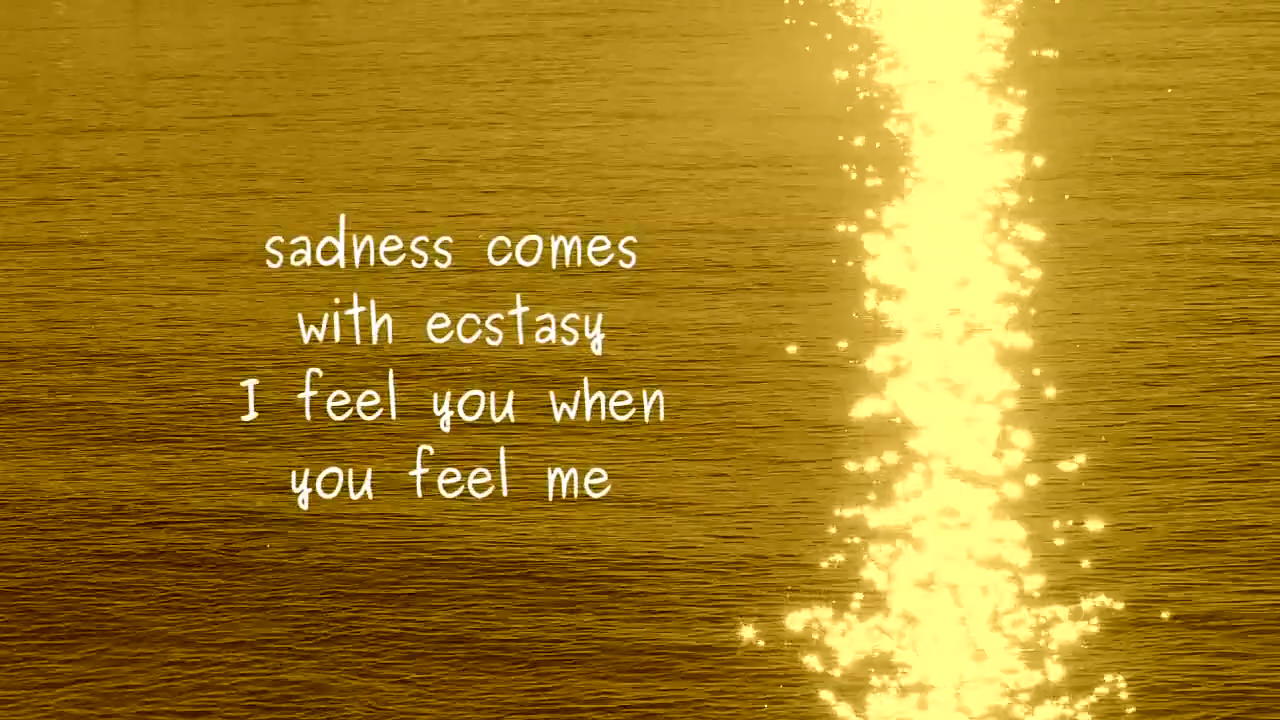 sadness comes
with ecstasy
I feel you when
you feel me